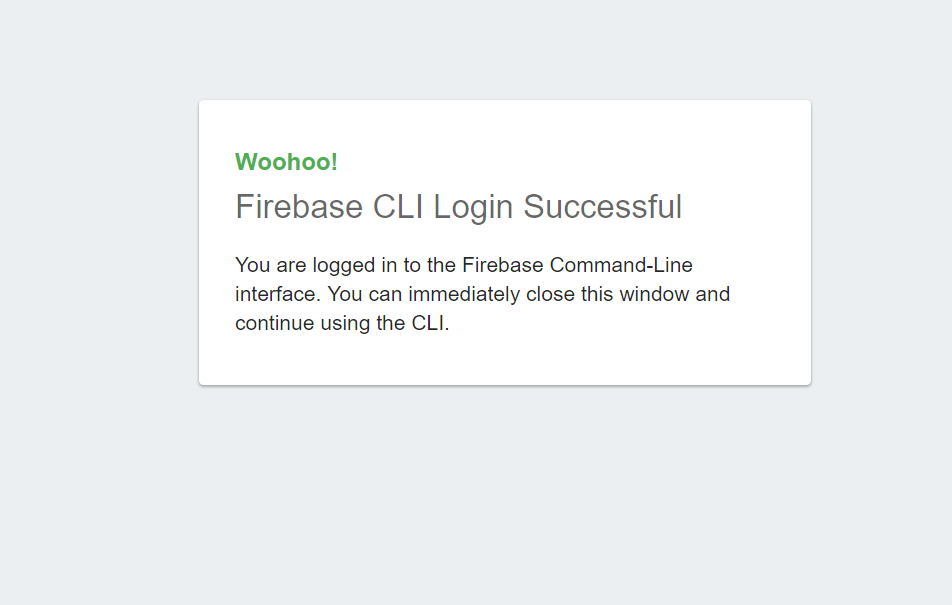 Woohoo!
Firebase CLI Login Successful
You are logged in to the Firebase Command-Line
interface. You can immediately close this window and
continue using the CLI.